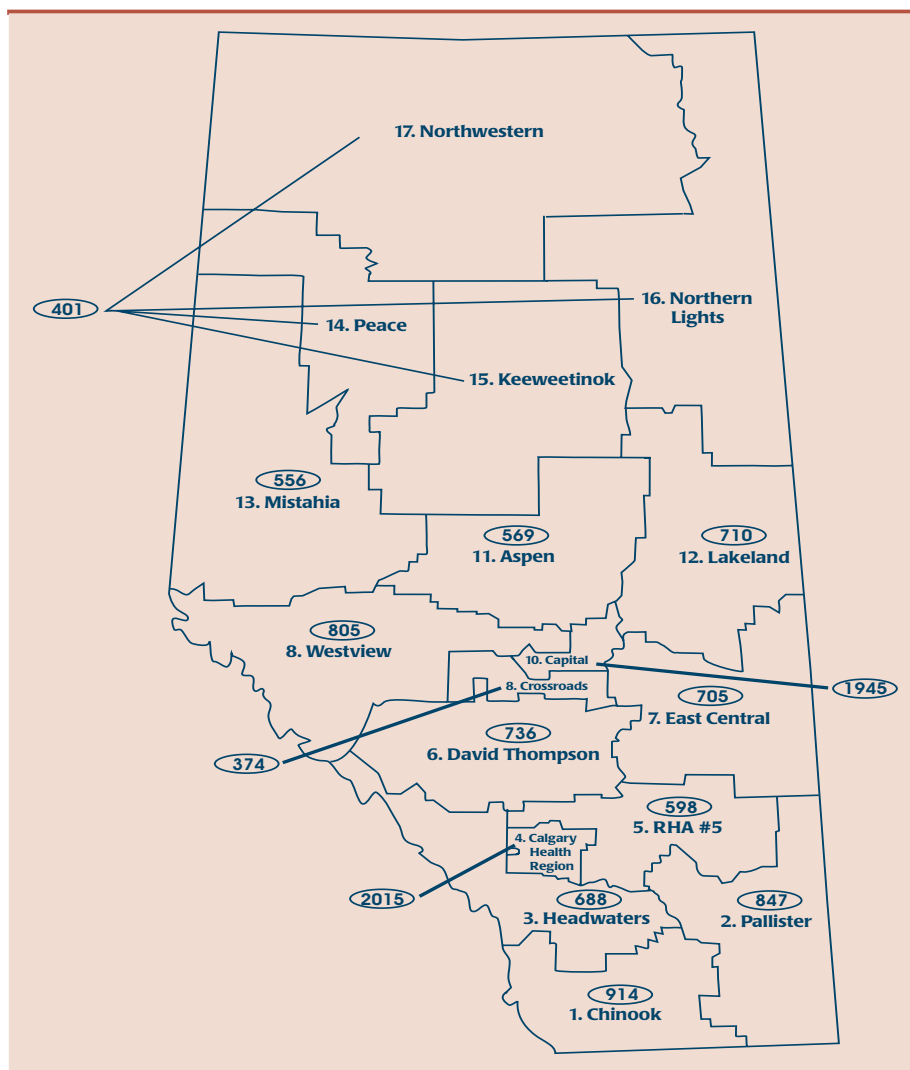 17. Northwestern
401
16. Northern
Lights
14. Peace
15. Keeweetinok
556
13. Mistahia
569
11. Aspen
710
12. Lakeland
805
8. Westview
10. Capital
8. Crossroads
1945
705
7. East Central
736
6. David Thompson
374
598
5. RHA #5
4. Calgary
Health
Region
2015
688
3. Headwaters
847
2. Pallister
914
1. Chinook